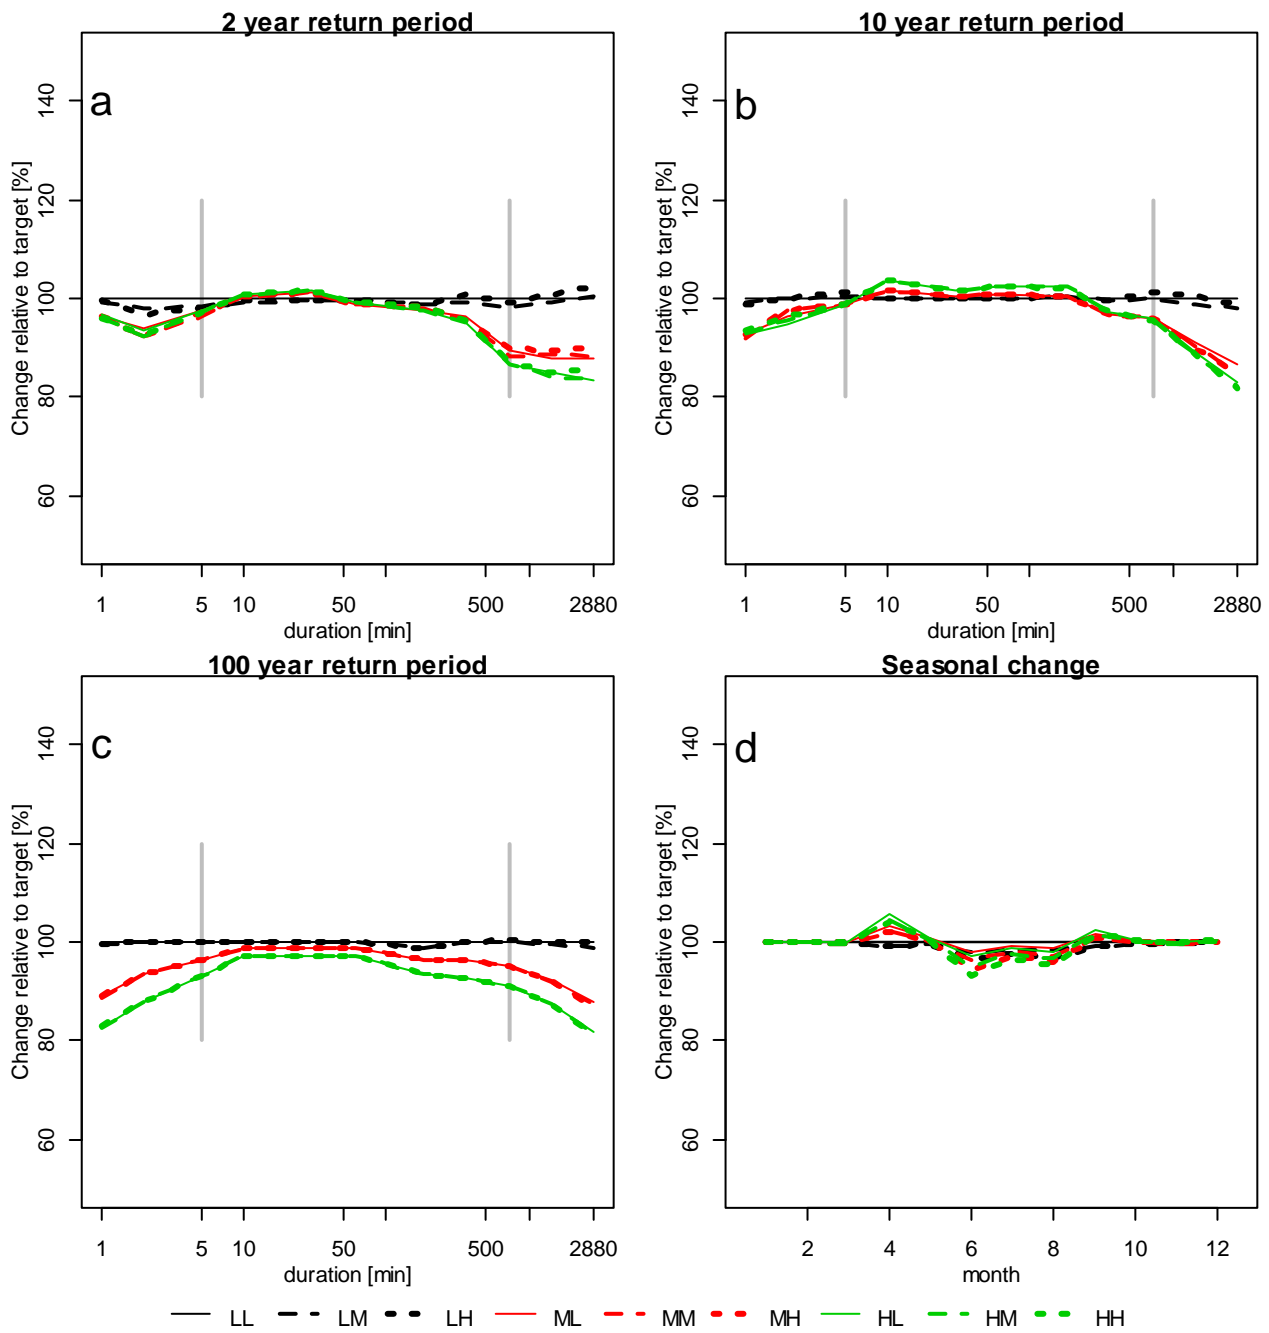 2 year return period
a
Change relative to target [%]
140
120
100
80
60
1 5 10 50 500 2880
duration [min]
10 year return period
b
Change relative to target [%]
140
120
100
80
60
1 5 10 50 500 2880
duration [min]
100 year return period
c
Change relative to target [%]
140
120
100
80
60
1 5 10 50 500 2880
duration [min]
Seasonal change
d
Change relative to target [%]
140
120
100
80
60
2 4 6 8 10 12
month
LL LM LH ML MM MH HL HM HH